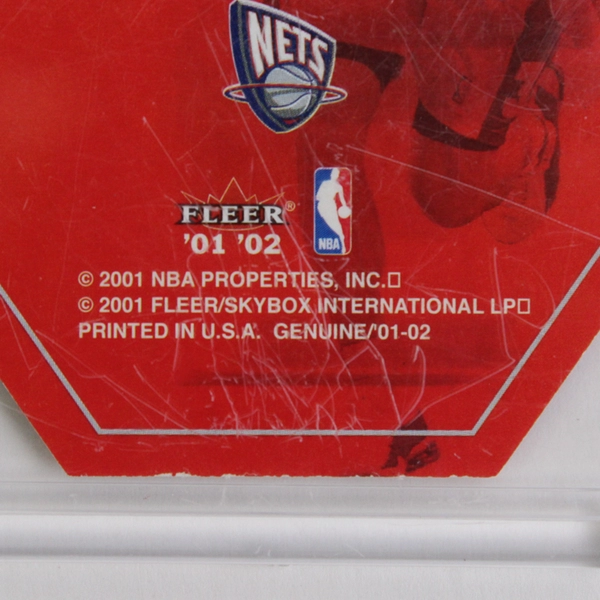 NETS
FLEER®
'01 '02
NBA
© 2001 NBA PROPERTIES, INC.
© 2001 FLEER/SKYBOX INTERNATIONAL LP
PRINTED IN U.S.A. GENUINE/'01-02